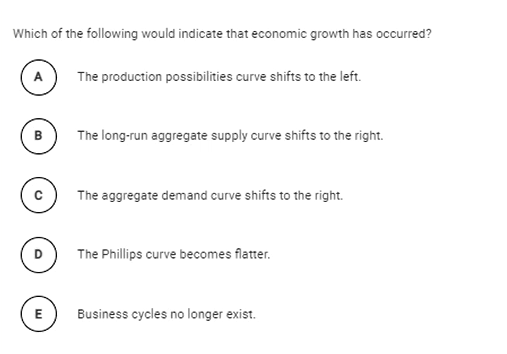 Which of the following would indicate that economic growth has occurred?
A The production possibilities curve shifts to the left.
B The long-run aggregate supply curve shifts to the right.
C The aggregate demand curve shifts to the right.
D The Phillips curve becomes flatter.
E Business cycles no longer exist.